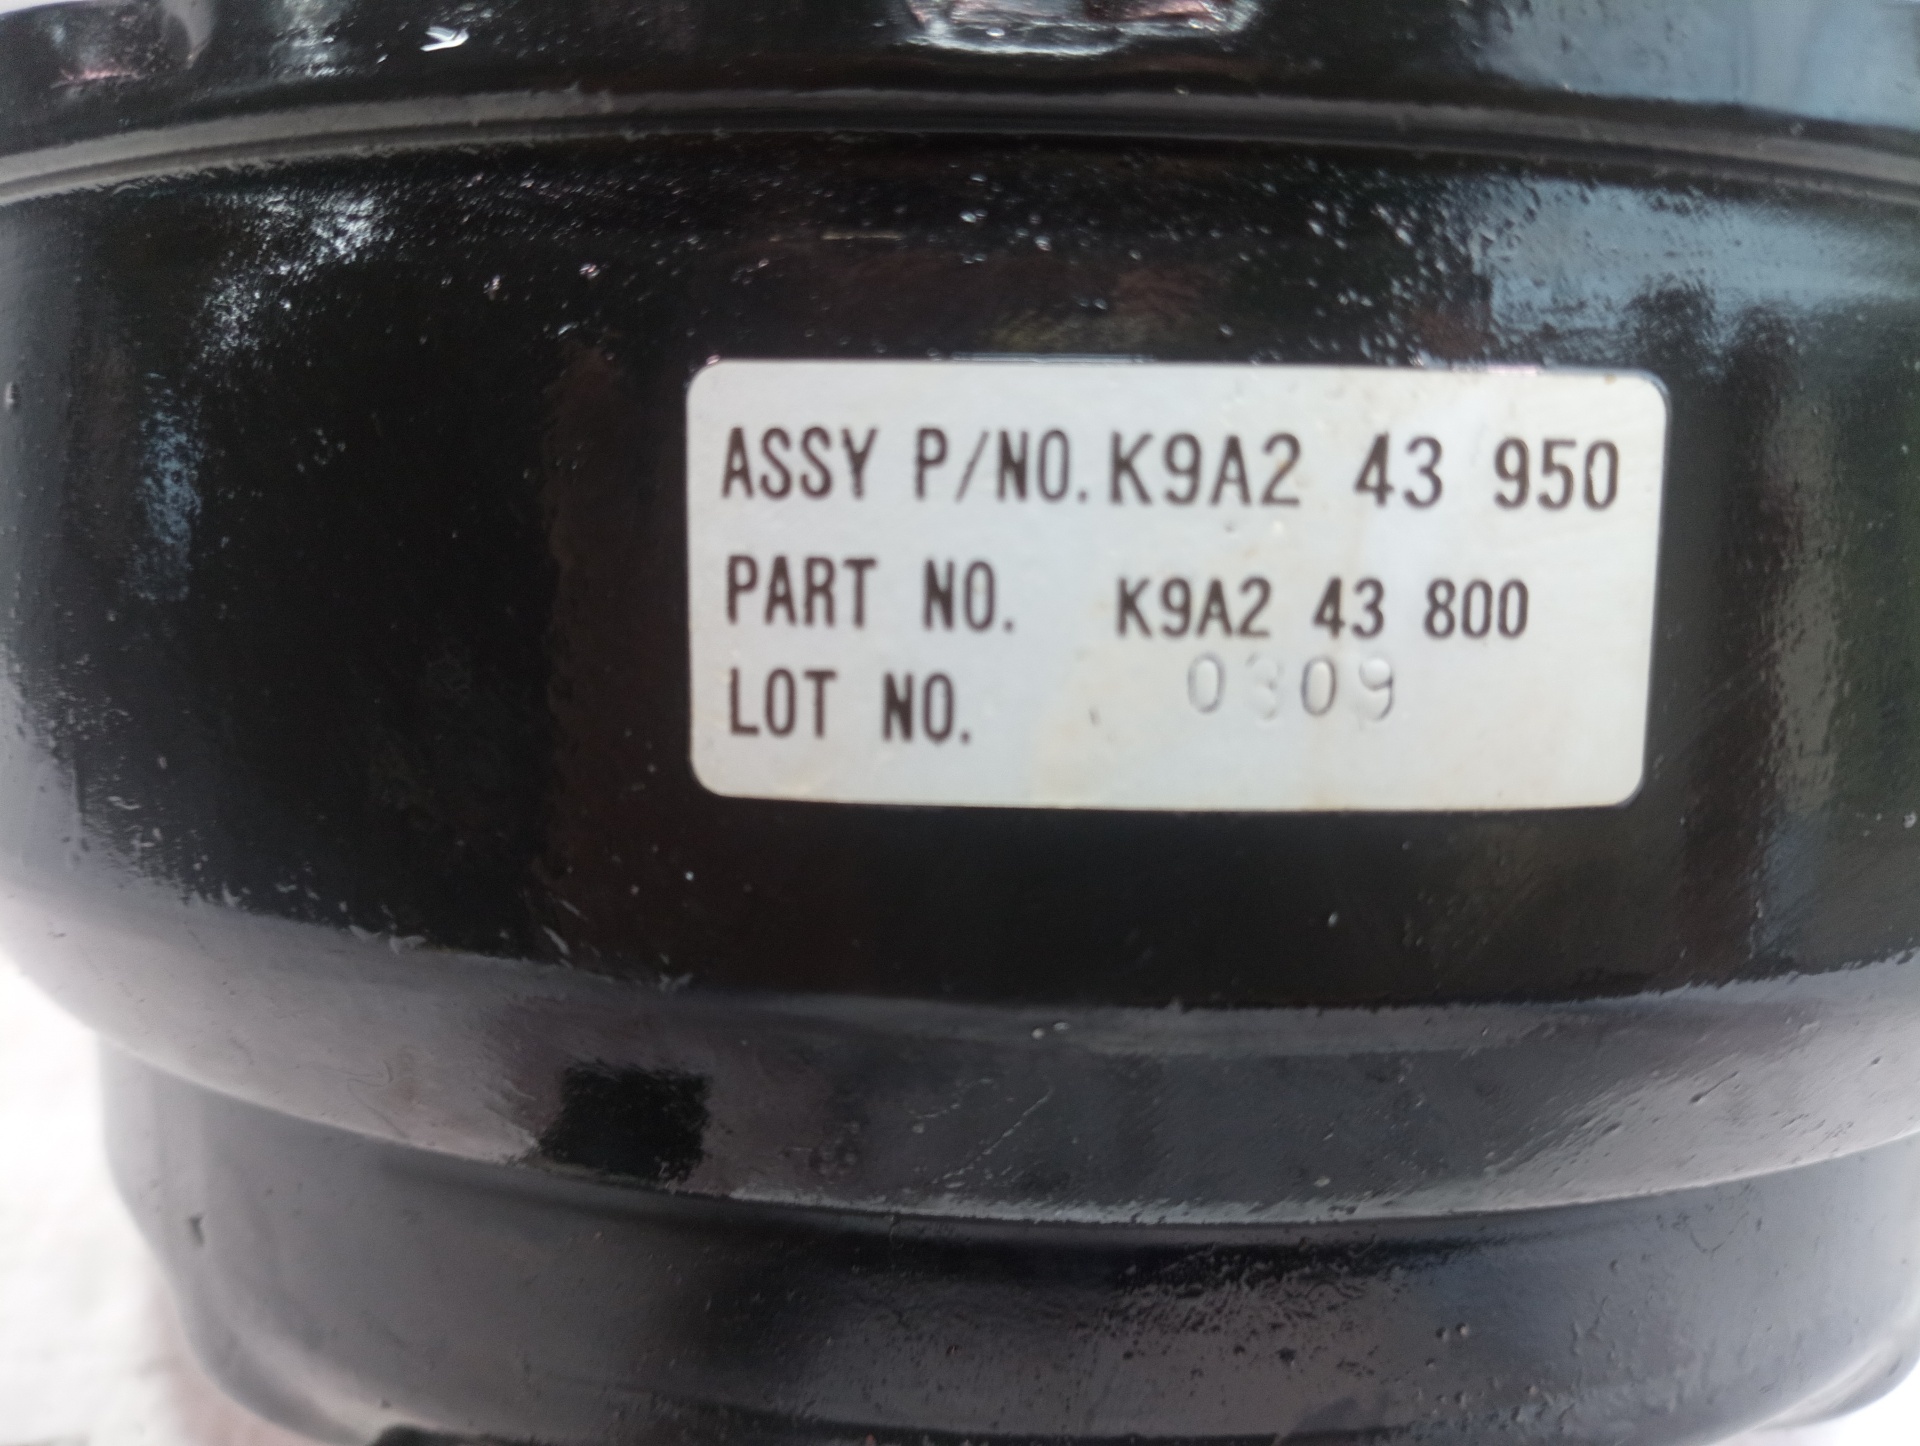 ASSY P/NO. K9A2 43 950
PART NO. K9A2 43 800
LOT NO. 0309